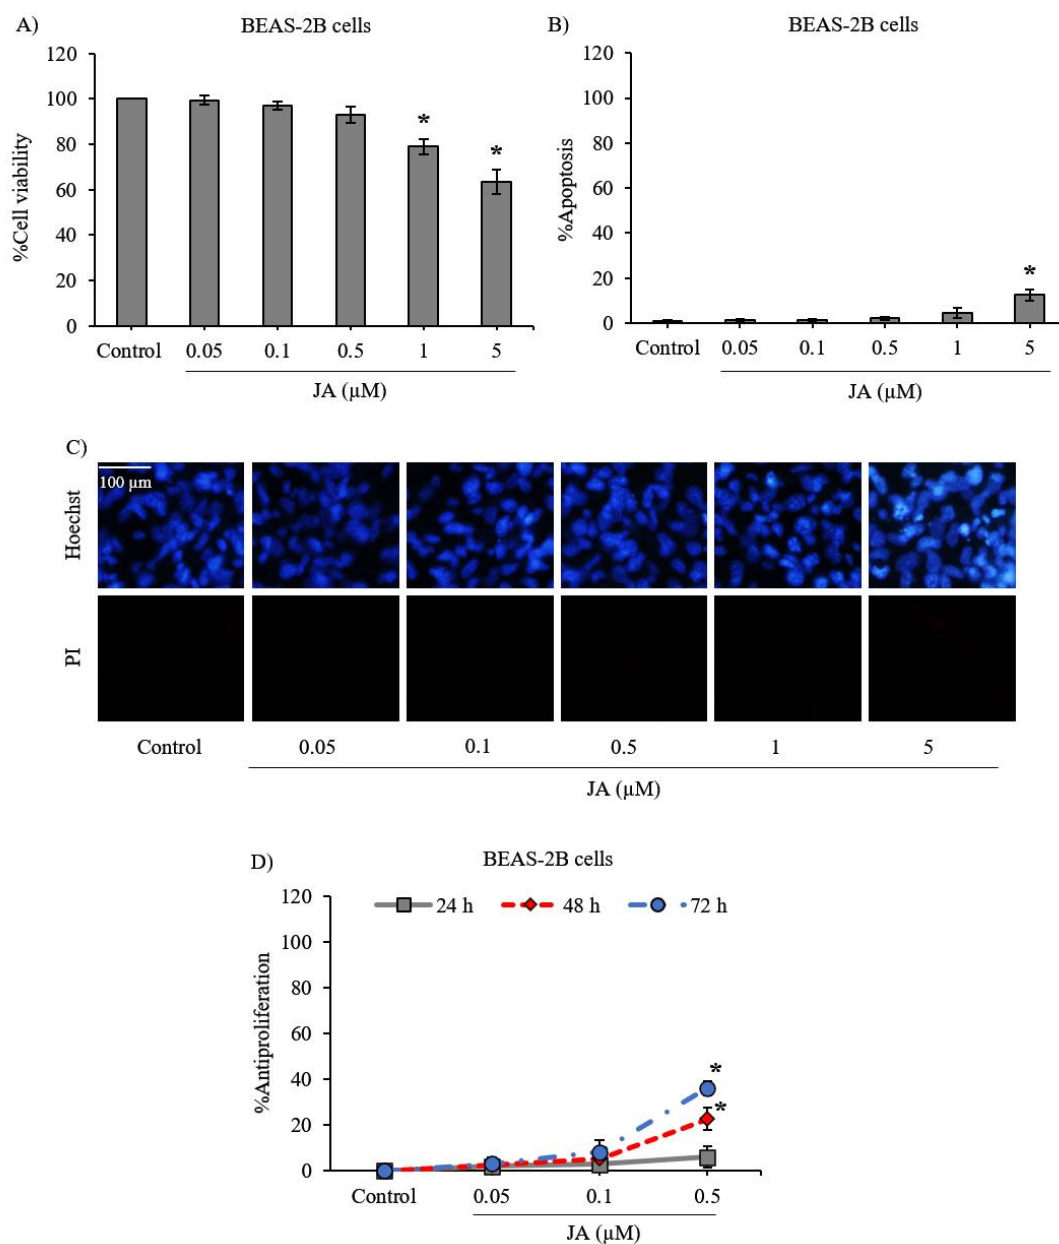 A)
BEAS-2B cells
%Cell viability
120
100
80
60
40
20
0
*
*
Control 0.05 0.1 0.5 1 5
JA (µM)
B)
BEAS-2B cells
%Apoptosis
120
100
80
60
40
20
0
*
Control 0.05 0.1 0.5 1 5
JA (µM)
C)
100 µm
Hoechst
PI
Control 0.05 0.1 0.5 1 5
JA (µM)
D)
BEAS-2B cells
24 h 48 h 72 h
%Antiproliferation
120
100
80
60
40
20
0
*
*
Control 0.05 0.1 0.5
JA (µM)